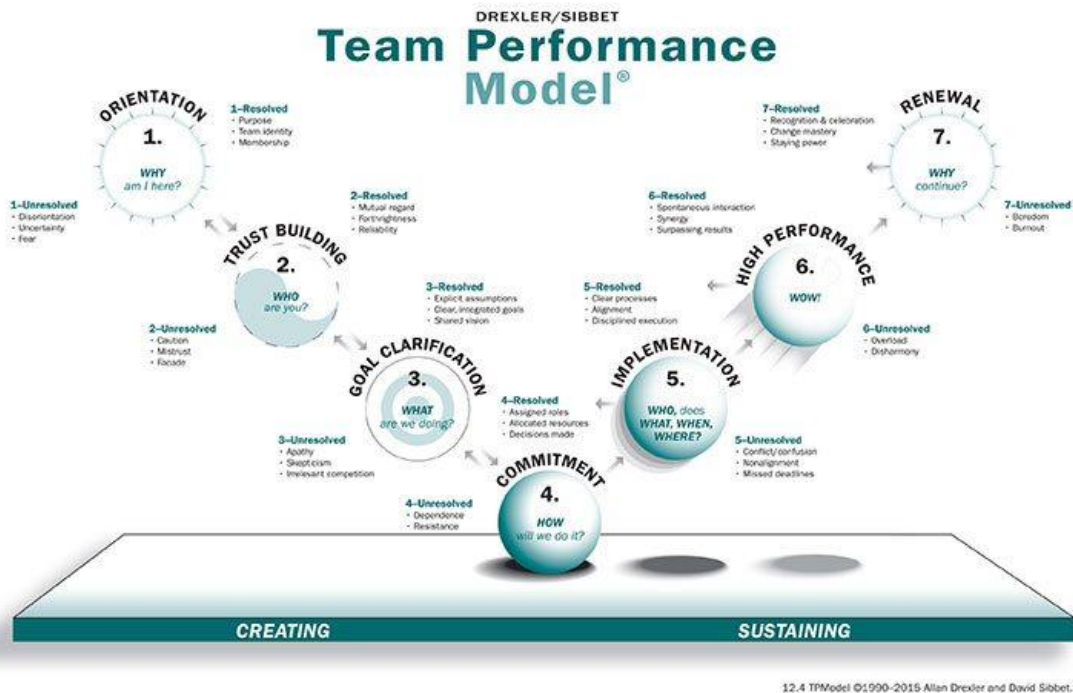 DREXLER/SIBBET
Team Performance
Model®
ORIENTATION
1.
WHY
am I here?
1–Resolved
• Purpose
• Team identity
• Membership
1–Unresolved
• Disorientation
• Uncertainty
• Fear
TRUST BUILDING
2.
WHO
are you?
2–Resolved
• Mutual regard
• Forthrightness
• Reliability
2–Unresolved
• Caution
• Mistrust
• Facade
GOAL CLARIFICATION
3.
WHAT
are we doing?
3–Resolved
• Explicit assumptions
• Clear, integrated goals
• Shared vision
3–Unresolved
• Apathy
• Skepticism
• Irrelevant competition
COMMITMENT
4.
HOW
will we do it?
4–Resolved
• Assigned roles
• Allocated resources
• Decisions made
4–Unresolved
• Dependence
• Resistance
IMPLEMENTATION
5.
WHO, does
WHAT, WHEN,
WHERE?
5–Resolved
• Clear processes
• Alignment
• Disciplined execution
5–Unresolved
• Conflict/confusion
• Nonalignment
• Missed deadlines
HIGH PERFORMANCE
6.
WOW!
6–Resolved
• Spontaneous interaction
• Synergy
• Surpassing results
6–Unresolved
• Overload
• Disharmony
RENEWAL
7.
WHY
continue?
7–Resolved
• Recognition & celebration
• Change mastery
• Staying power
7–Unresolved
• Boredom
• Burnout
CREATING
SUSTAINING
12.4 TPModel ©1990–2015 Allan Drexler and David Sibbet.